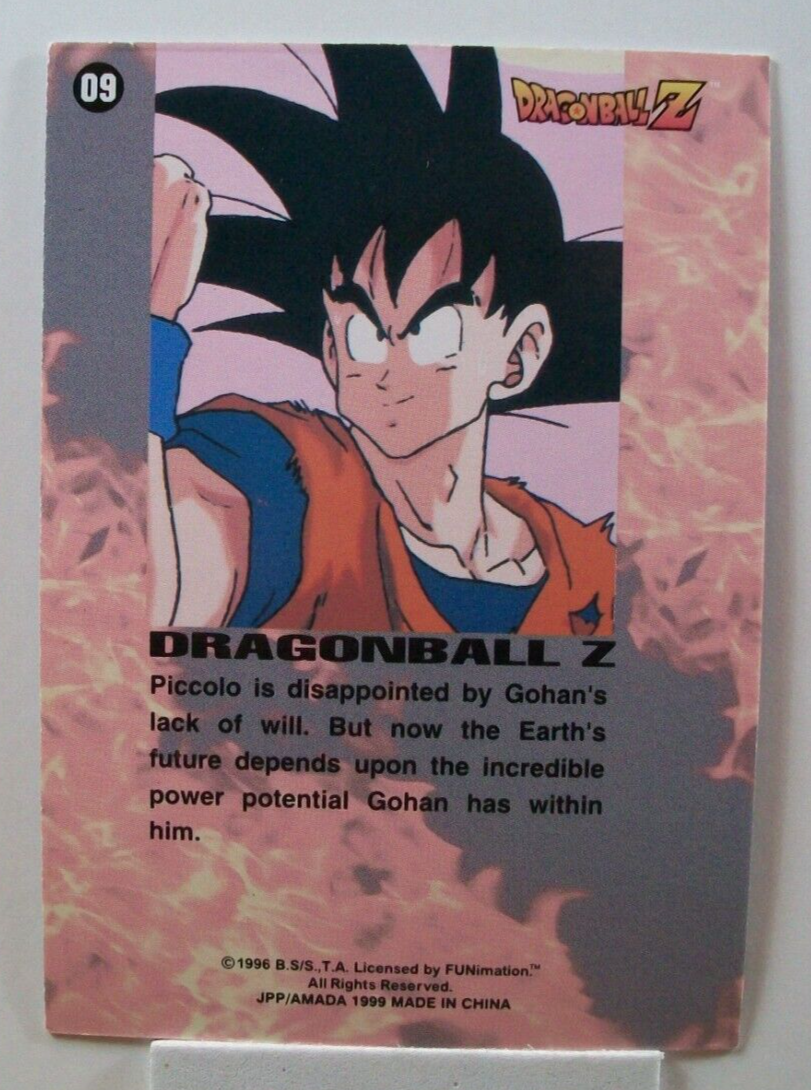 09
DRAGONBALL Z
DRAGONBALL Z
Piccolo is disappointed by Gohan's
lack of will. But now the Earth's
future depends upon the incredible
power potential Gohan has within
him.
©1996 B.S/S.,T.A. Licensed by FUNimation.™
All Rights Reserved.
JPP/AMADA 1999 MADE IN CHINA